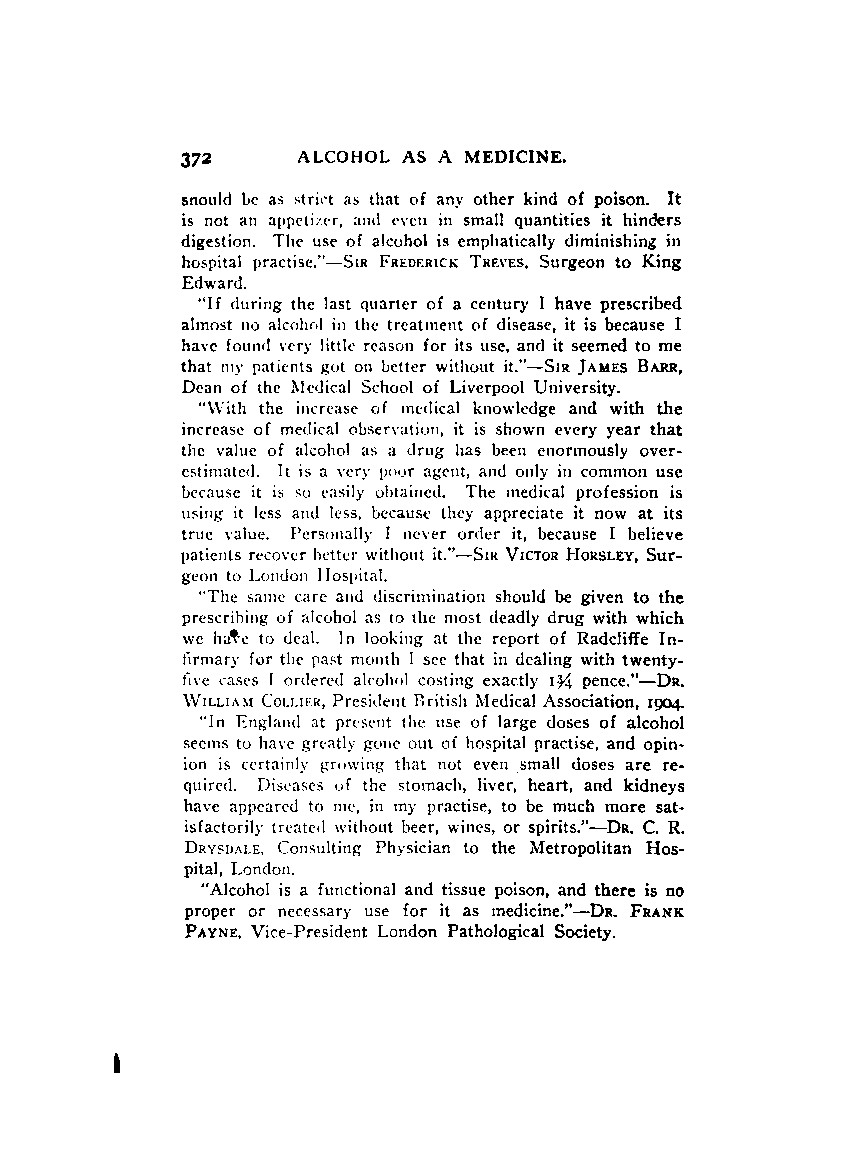 372 ALCOHOL AS A MEDICINE.
snould be as strict as that of any other kind of poison. It
is not an appetizer, and even in small quantities it hinders
digestion. The use of alcohol is emphatically diminishing in
hospital practise."—SIR FREDERICK TREVES, Surgeon to King
Edward.
"If during the last quarter of a century I have prescribed
almost no alcohol in the treatment of disease, it is because I
have found very little reason for its use, and it seemed to me
that my patients got on better without it."—SIR JAMES BARR,
Dean of the Medical School of Liverpool University.
"With the increase of medical knowledge and with the
increase of medical observation, it is shown every year that
the value of alcohol as a drug has been enormously over-
estimated. It is a very poor agent, and only in common use
because it is so easily obtained. The medical profession is
using it less and less, because they appreciate it now at its
true value. Personally I never order it, because I believe
patients recover better without it."—SIR VICTOR HORSLEY, Sur-
geon to London Hospital.
"The same care and discrimination should be given to the
prescribing of alcohol as to the most deadly drug with which
we have to deal. In looking at the report of Radcliffe In-
firmary for the past month I see that in dealing with twenty-
five cases I ordered alcohol costing exactly 1¾ pence."—DR.
WILLIAM COLLIER, President British Medical Association, 1904.
"In England at present the use of large doses of alcohol
seems to have greatly gone out of hospital practise, and opin-
ion is certainly growing that not even small doses are re-
quired. Diseases of the stomach, liver, heart, and kidneys
have appeared to me, in my practise, to be much more sat-
isfactorily treated without beer, wines, or spirits."—DR. C. R.
DRYSDALE, Consulting Physician to the Metropolitan Hos-
pital, London.
"Alcohol is a functional and tissue poison, and there is no
proper or necessary use for it as medicine."—DR. FRANK
PAYNE, Vice-President London Pathological Society.